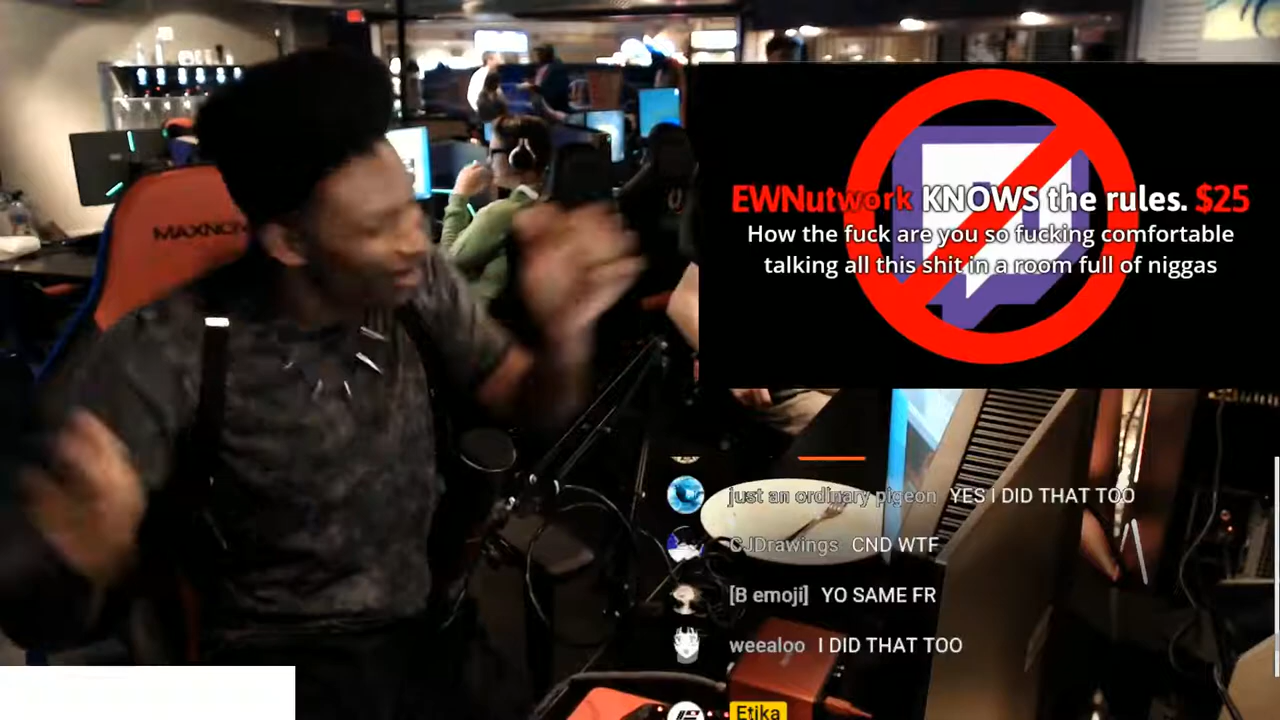 MAXNOM
EWNutwork KNOWS the rules. $25
How the fuck are you so fucking comfortable
talking all this shit in a room full of niggas
just an ordinary pigeon YES I DID THAT TOO
CJDrawings CND WTF
[B emoji] YO SAME FR
weealoo I DID THAT TOO
Etika